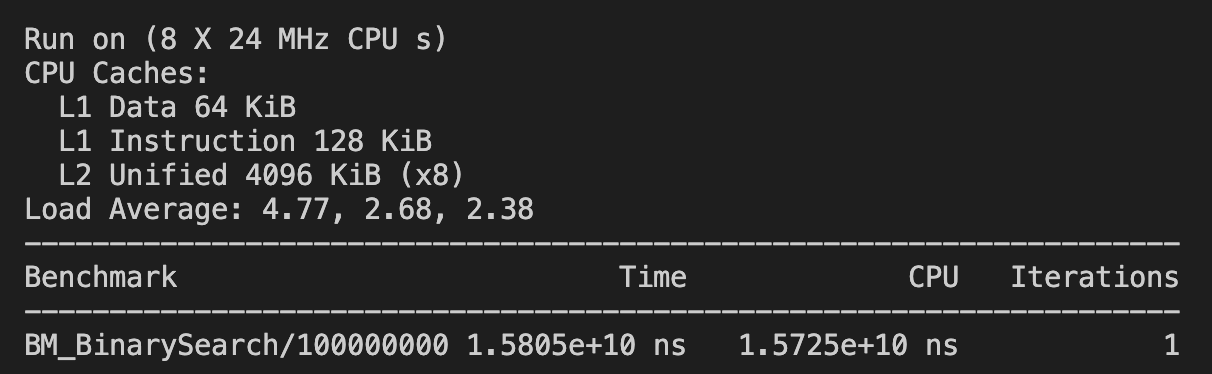 Run on (8 X 24 MHz CPU s)
CPU Caches:
  L1 Data 64 KiB
  L1 Instruction 128 KiB
  L2 Unified 4096 KiB (x8)
Load Average: 4.77, 2.68, 2.38
--------------------------------------------------------------------
Benchmark                          Time             CPU   Iterations
--------------------------------------------------------------------
BM_BinarySearch/100000000 1.5805e+10 ns   1.5725e+10 ns            1